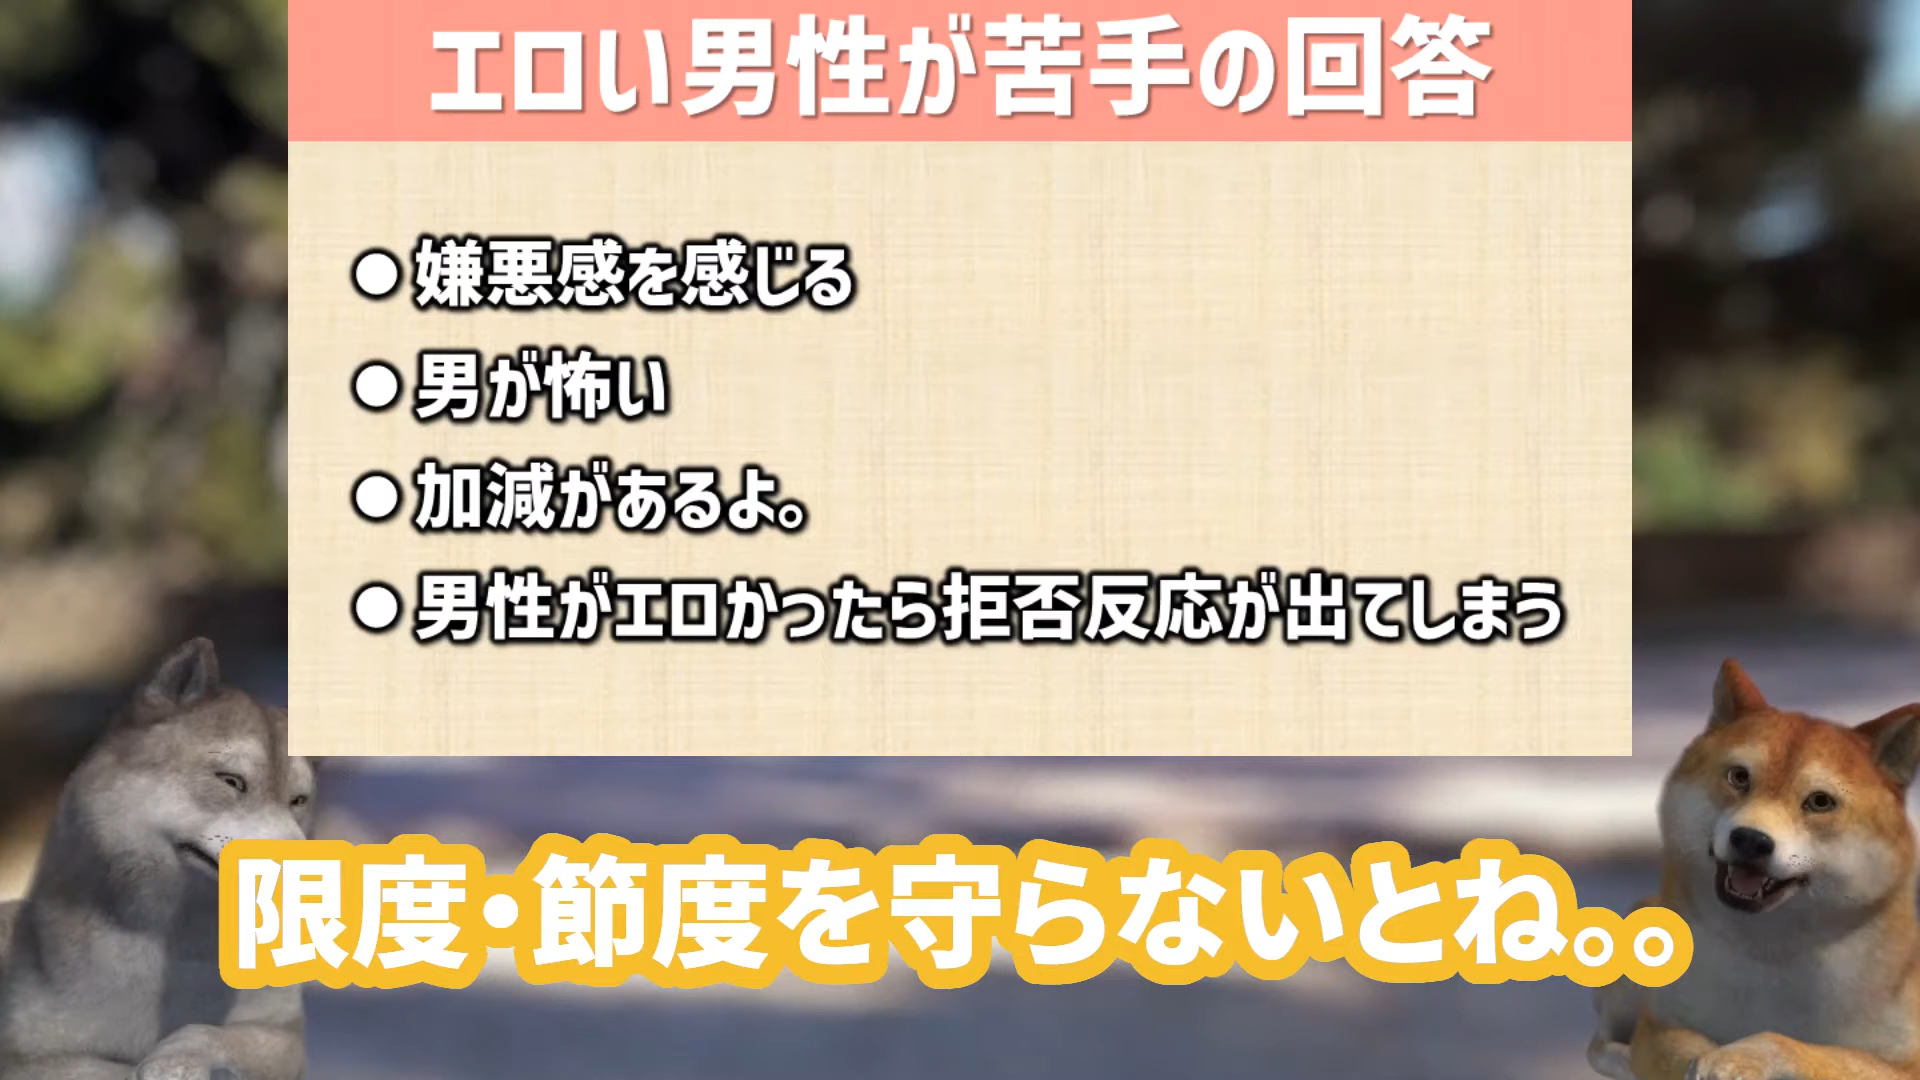 エロい男性が苦手の回答
●嫌悪感を感じる
●男が怖い
●加減があるよ。
●男性がエロかったら拒否反応が出てしまう
限度・節度を守らないとね。。